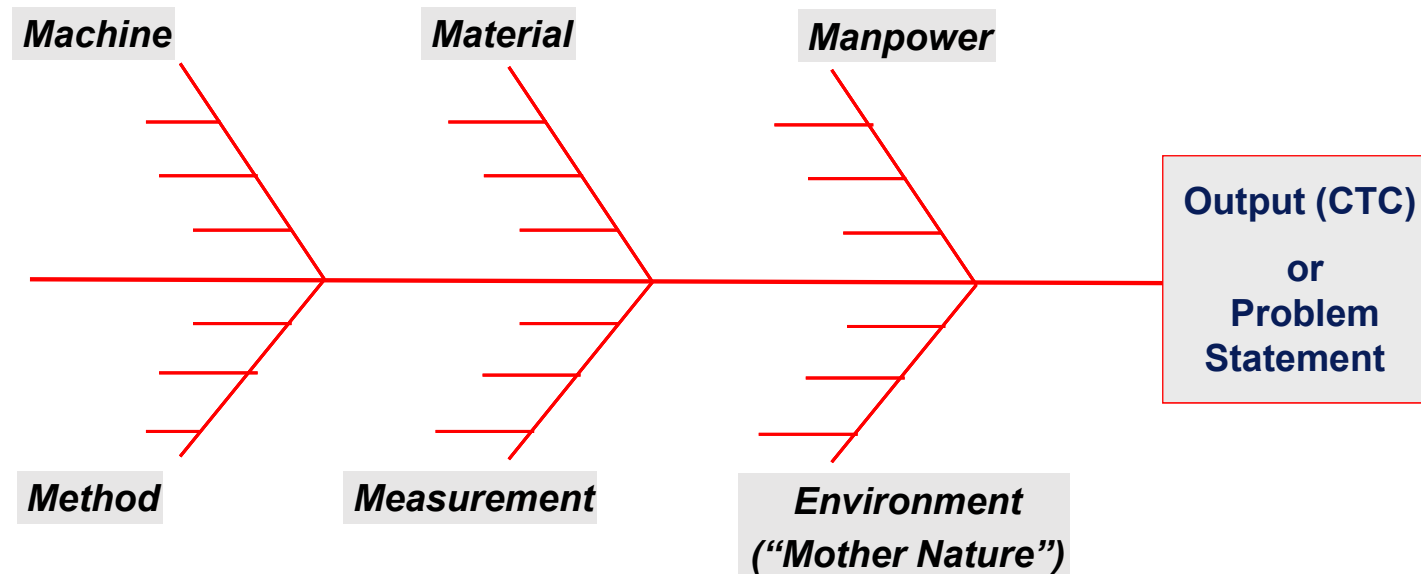 Machine
Material
Manpower
Output (CTC)
or
Problem
Statement
Method
Measurement
Environment
(“Mother Nature”)